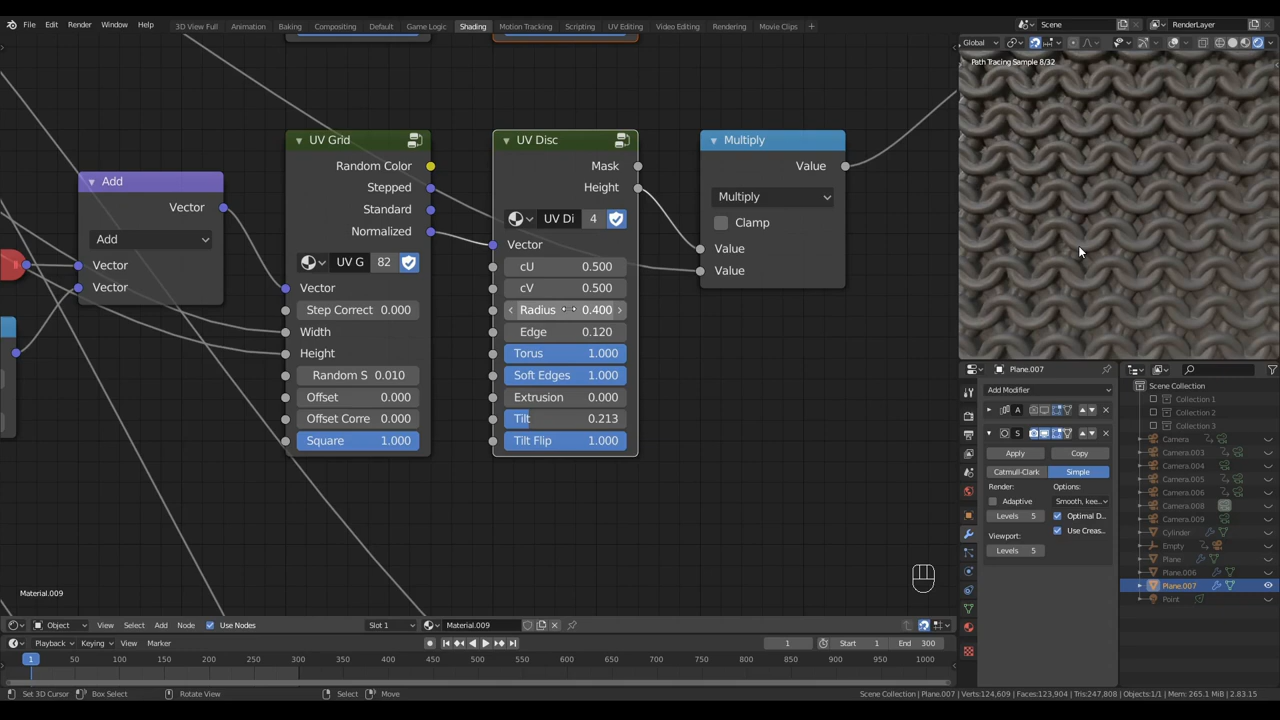 File Edit Render Window Help 3D View Full Animation Baking Compositing Default Game Logic Shading Motion Tracking Scripting UV Editing Video Editing Rendering Movie Clips + Scene RenderLayer
Global
Path Tracing Sample 8/32
UV Grid
Random Color
Stepped
Standard
Normalized
UV G 82
Vector
Step Correct 0.000
Width
Height
Random S 0.010
Offset 0.000
Offset Corre 0.000
Square 1.000
UV Disc
Mask
Height
UV Di 4
Vector
cU 0.500
cV 0.500
Radius 0.400
Edge 0.120
Torus 1.000
Soft Edges 1.000
Extrusion 0.000
Tilt 0.213
Tilt Flip 1.000
Multiply
Value
Multiply
Clamp
Value
Value
Add
Vector
Add
Vector
Vector
Plane.007
Add Modifier
A
S
Apply Copy
Catmull-Clark Simple
Render: Options:
Adaptive Smooth, kee...
Levels 5 Optimal D...
Viewport: Use Creas...
Levels 5
Scene Collection
Collection 1
Collection 2
Collection 3
Camera
Camera.003
Camera.005
Camera.006
Camera.008
Camera.009
Cylinder
Empty
Plane
Plane.006
Plane.007
Point
Material.009
Object View Select Add Node Use Nodes Slot 1 Material.009
Playback Keying View Marker 1 Start 1 End 300
1 50 100 150 200 250 300 350 400 450 500 550 600 650 700 750 800 850 900 950 1000
Set 3D Cursor Box Select Rotate View Select Move Scene Collection | Plane.007 | Verts:124,609 | Faces:123,904 | Tris:247,808 | Objects:1/1 | Mem: 265.1 MiB | 2.83.15